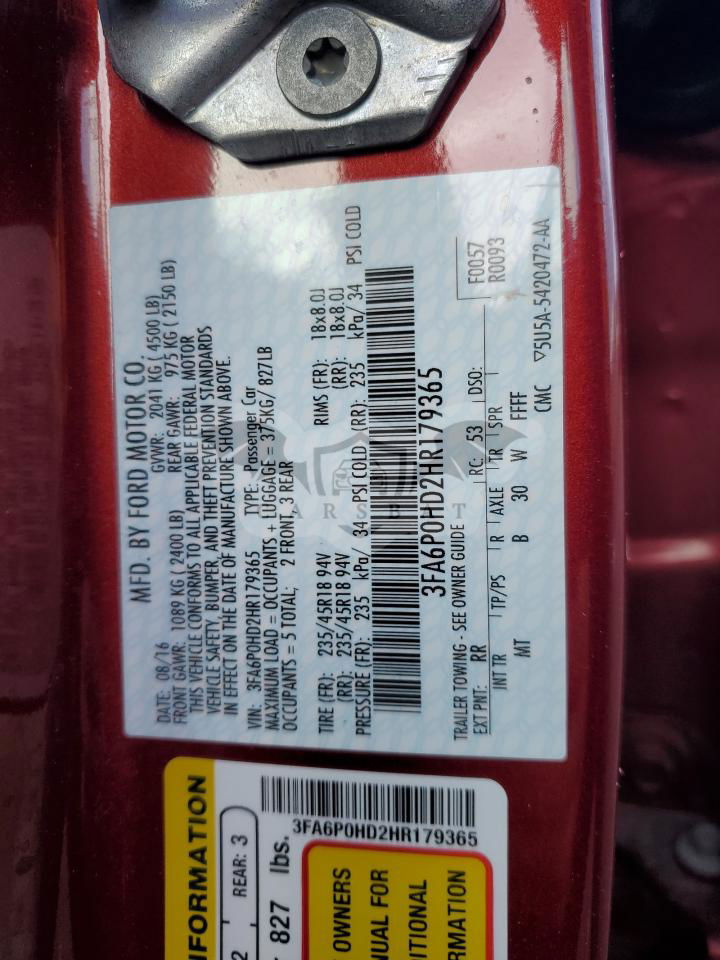 MFD. BY FORD MOTOR CO.
DATE: 08/16 GVWR: 2041 KG ( 4500 LB)
FRONT GAWR: 1089 KG ( 2400 LB) REAR GAWR: 975 KG ( 2150 LB)
THIS VEHICLE CONFORMS TO ALL APPLICABLE FEDERAL MOTOR
VEHICLE SAFETY, BUMPER, AND THEFT PREVENTION STANDARDS
IN EFFECT ON THE DATE OF MANUFACTURE SHOWN ABOVE.
VIN: 3FA6P0HD2HR179365 TYPE: Passenger Car
MAXIMUM LOAD = OCCUPANTS + LUGGAGE = 375KG/ 827LB
OCCUPANTS = 5 TOTAL; 2 FRONT, 3 REAR
TIRE (FR): 235/45R18 94V RIMS (FR): 18x8.0J
(RR): 235/45R18 94V (RR): 18x8.0J
PRESSURE (FR): 235 kPa/ 34 PSI COLD (RR): 235 kPa/ 34 PSI COLD
3FA6P0HD2HR179365
TRAILER TOWING - SEE OWNER GUIDE F0057
R0093
EXT PNT: RR RC: 53 DSO:
INT TR TP/PS R AXLE TR SPR
MT B 30 W FFFF
CMC ▽5U5A-5420472-AA
CARSBAT
NFORMATION
2 REAR: 3
827 lbs.
3FA6P0HD2HR179365
OWNERS
NUAL FOR
DITIONAL
RMATION